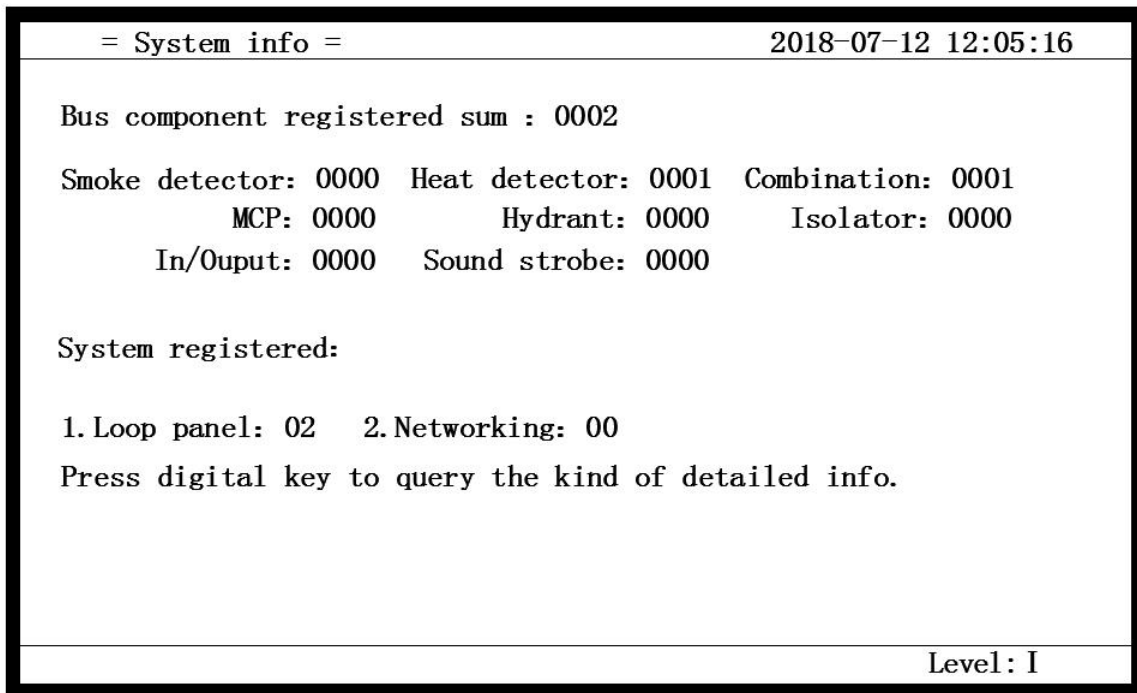 = System info = 2018-07-12 12:05:16
Bus component registered sum : 0002
Smoke detector: 0000 Heat detector: 0001 Combination: 0001
MCP: 0000 Hydrant: 0000 Isolator: 0000
In/Ouput: 0000 Sound strobe: 0000
System registered:
1.Loop panel: 02 2.Networking: 00
Press digital key to query the kind of detailed info.
Level: I